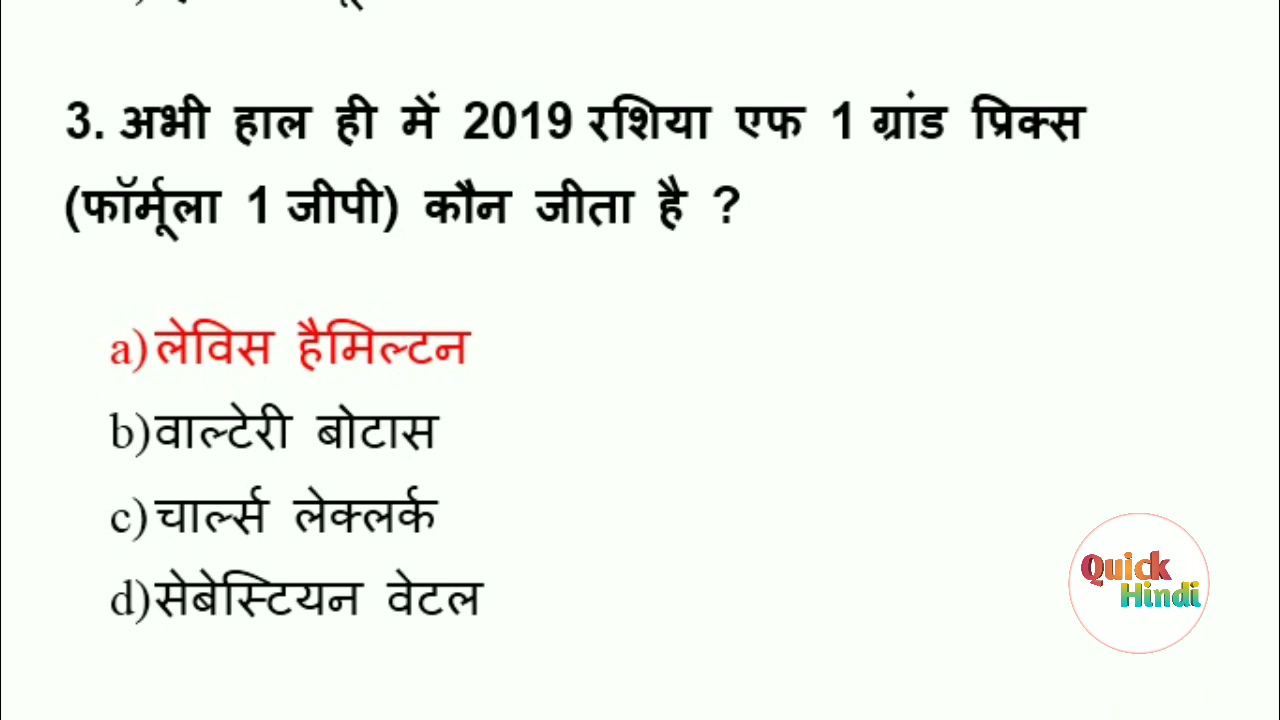 3. अभी हाल ही में 2019 रशिया एफ 1 ग्रांड प्रिक्स
(फॉर्मूला 1 जीपी) कौन जीता है ?
a) लेविस हैमिल्टन
b) वाल्टेरी बोटास
c) चार्ल्स लेक्लर्क
d) सेबेस्टियन वेटल
Quick
Hindi